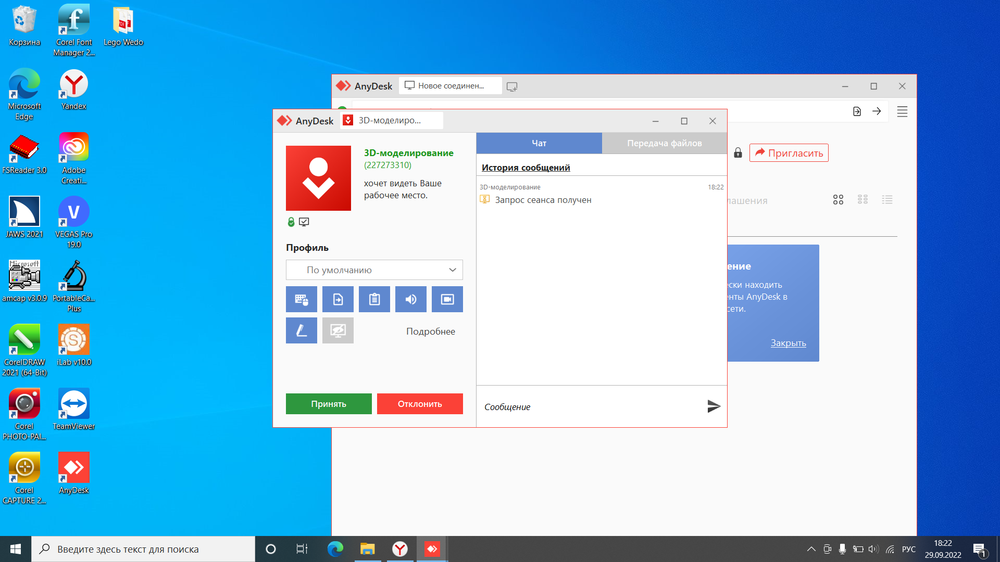 Корзина
Corel Font
Manager 2...
Lego Wedo
Microsoft
Edge
Yandex
FSReader 3.0
Adobe
Creati...
JAWS 2021
VEGAS Pro
19.0
Microsoft
amcap v3.0.9
PortableCa...
Plus
CorelDRAW
2021 (64-Bit)
iLab v10.0
Corel
PHOTO-PAI...
TeamViewer
Corel
CAPTURE 2...
AnyDesk
AnyDesk
Новое соединен...
AnyDesk
3D-моделиро...
3D-моделирование
(227273310)
хочет видеть Ваше
рабочее место.
Профиль
По умолчанию
Подробнее
Принять
Отклонить
Чат
Передача файлов
История сообщений
3D-моделирование
18:22
Запрос сеанса получен
Сообщение
Пригласить
лашения
ение
ски находить
нты AnyDesk в
сети.
Закрыть
Введите здесь текст для поиска
РУС
18:22
29.09.2022
1